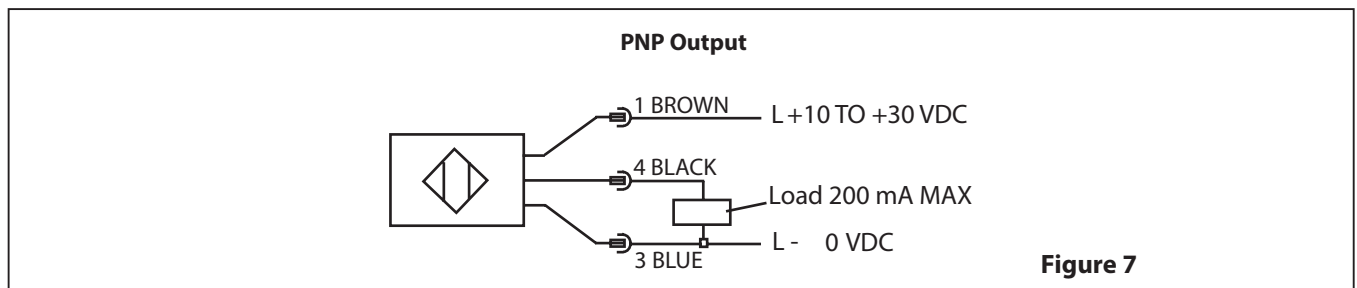 PNP Output
1 BROWN
L +10 TO +30 VDC
4 BLACK
Load 200 mA MAX
L - 0 VDC
3 BLUE
Figure 7